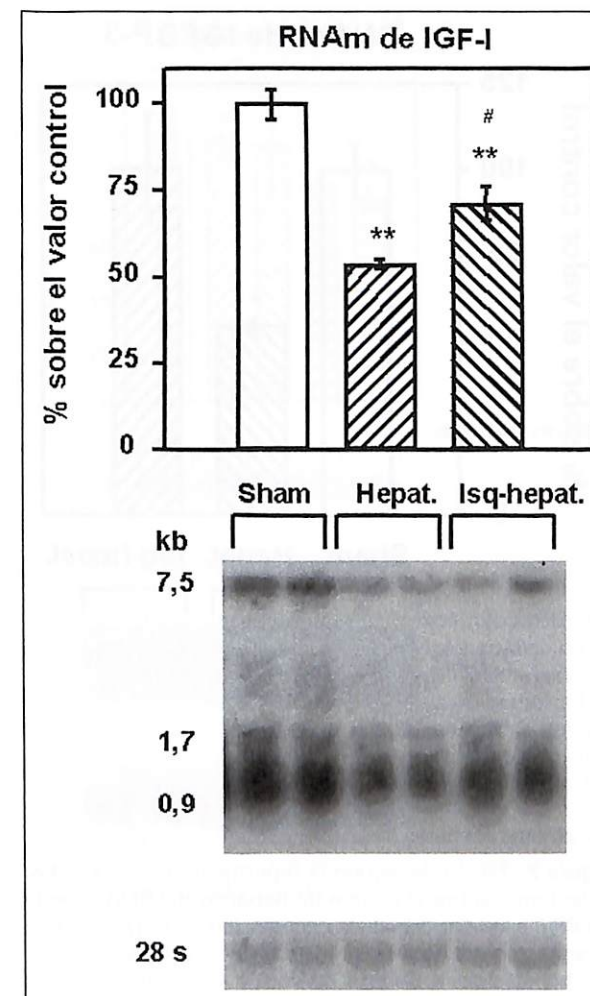 RNAm de IGF-I
% sobre el valor control
100
75
50
25
0
#
**
**
Sham Hepat. Isq-hepat.
kb
7,5
1,7
0,9
28 s